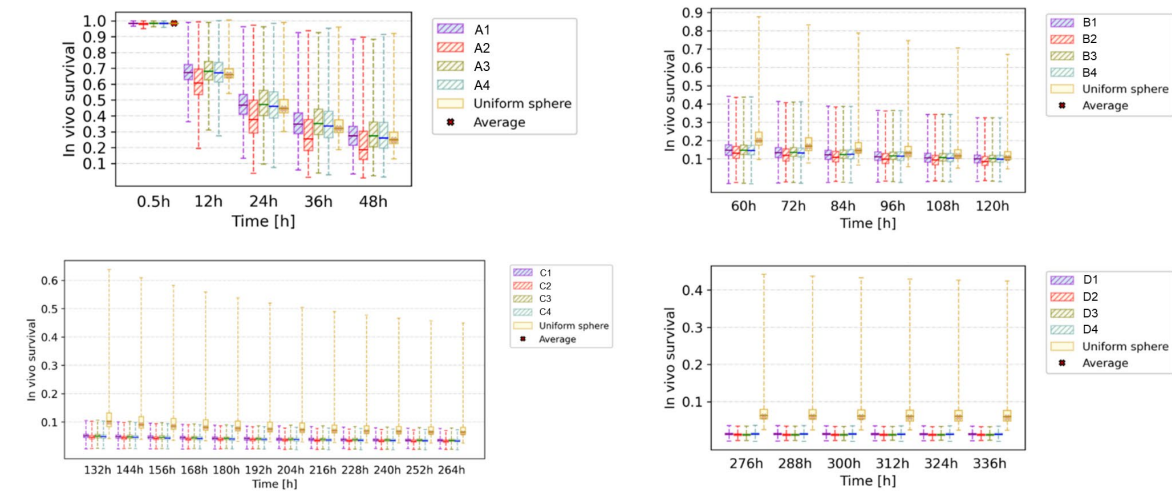 In vivo survival
1.0
0.9
0.8
0.7
0.6
0.5
0.4
0.3
0.2
0.1
0.5h 12h 24h 36h 48h
Time [h]
A1
A2
A3
A4
Uniform sphere
Average
In vivo survival
0.9
0.8
0.7
0.6
0.5
0.4
0.3
0.2
0.1
60h 72h 84h 96h 108h 120h
Time [h]
B1
B2
B3
B4
Uniform sphere
Average
In vivo survival
0.6
0.5
0.4
0.3
0.2
0.1
132h 144h 156h 168h 180h 192h 204h 216h 228h 240h 252h 264h
Time [h]
C1
C2
C3
C4
Uniform sphere
Average
In vivo survival
0.4
0.3
0.2
0.1
276h 288h 300h 312h 324h 336h
Time [h]
D1
D2
D3
D4
Uniform sphere
Average